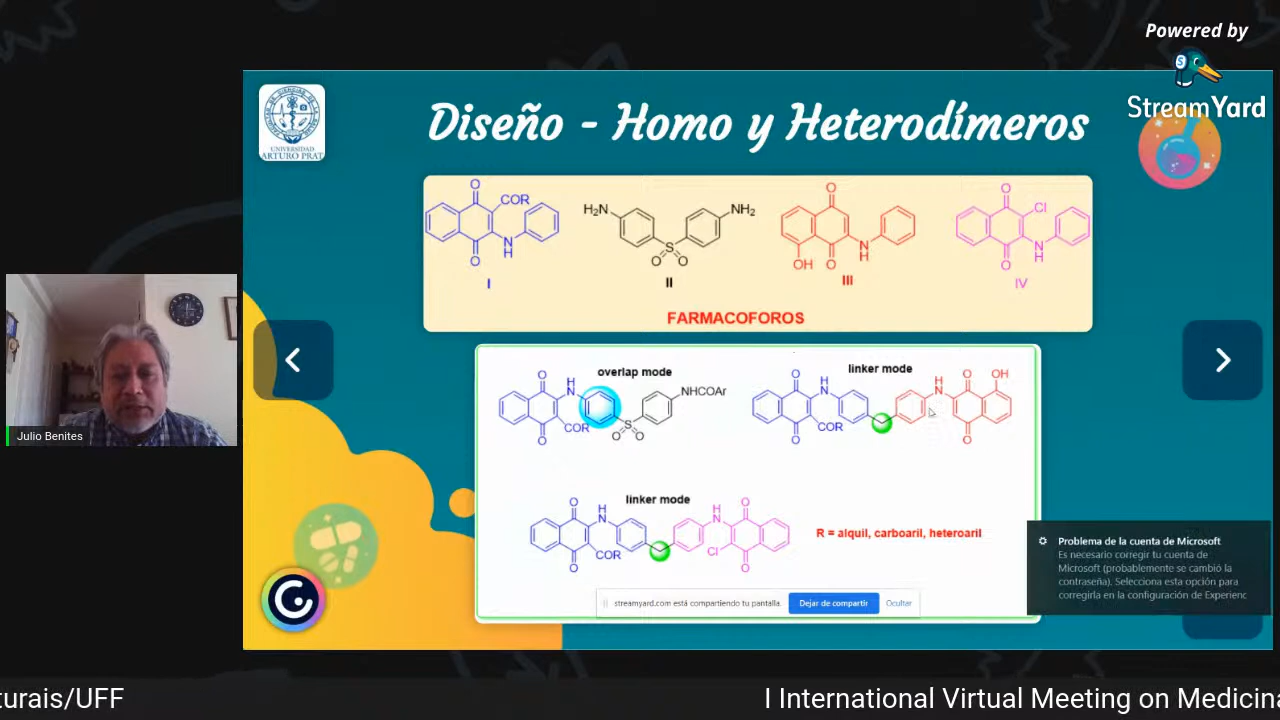 Powered by
StreamYard
UNIVERSIDAD
ARTURO PRAT
Diseño - Homo y Heterodímeros
O
COR
O
N
H
I
H₂N
NH₂
S
O O
II
O
OH O
N
H
III
O
Cl
O
N
H
IV
FARMACOFOROS
overlap mode
O
H
N
NHCOAr
COR
O
S
O O
linker mode
O
H
N
H
N
O
OH
COR
O
O
linker mode
O
H
N
H
N
O
COR
Cl
O
O
R = alquil, carboaril, heteroaril
Julio Benites
Problema de la cuenta de Microsoft
Es necesario corregir tu cuenta de
Microsoft (probablemente se cambió la
contraseña). Selecciona esta opción para
corregirla en la configuración de Experienc
streamyard.com está compartiendo tu pantalla.
Dejar de compartir
Ocultar
turais/UFF
I International Virtual Meeting on Medicina